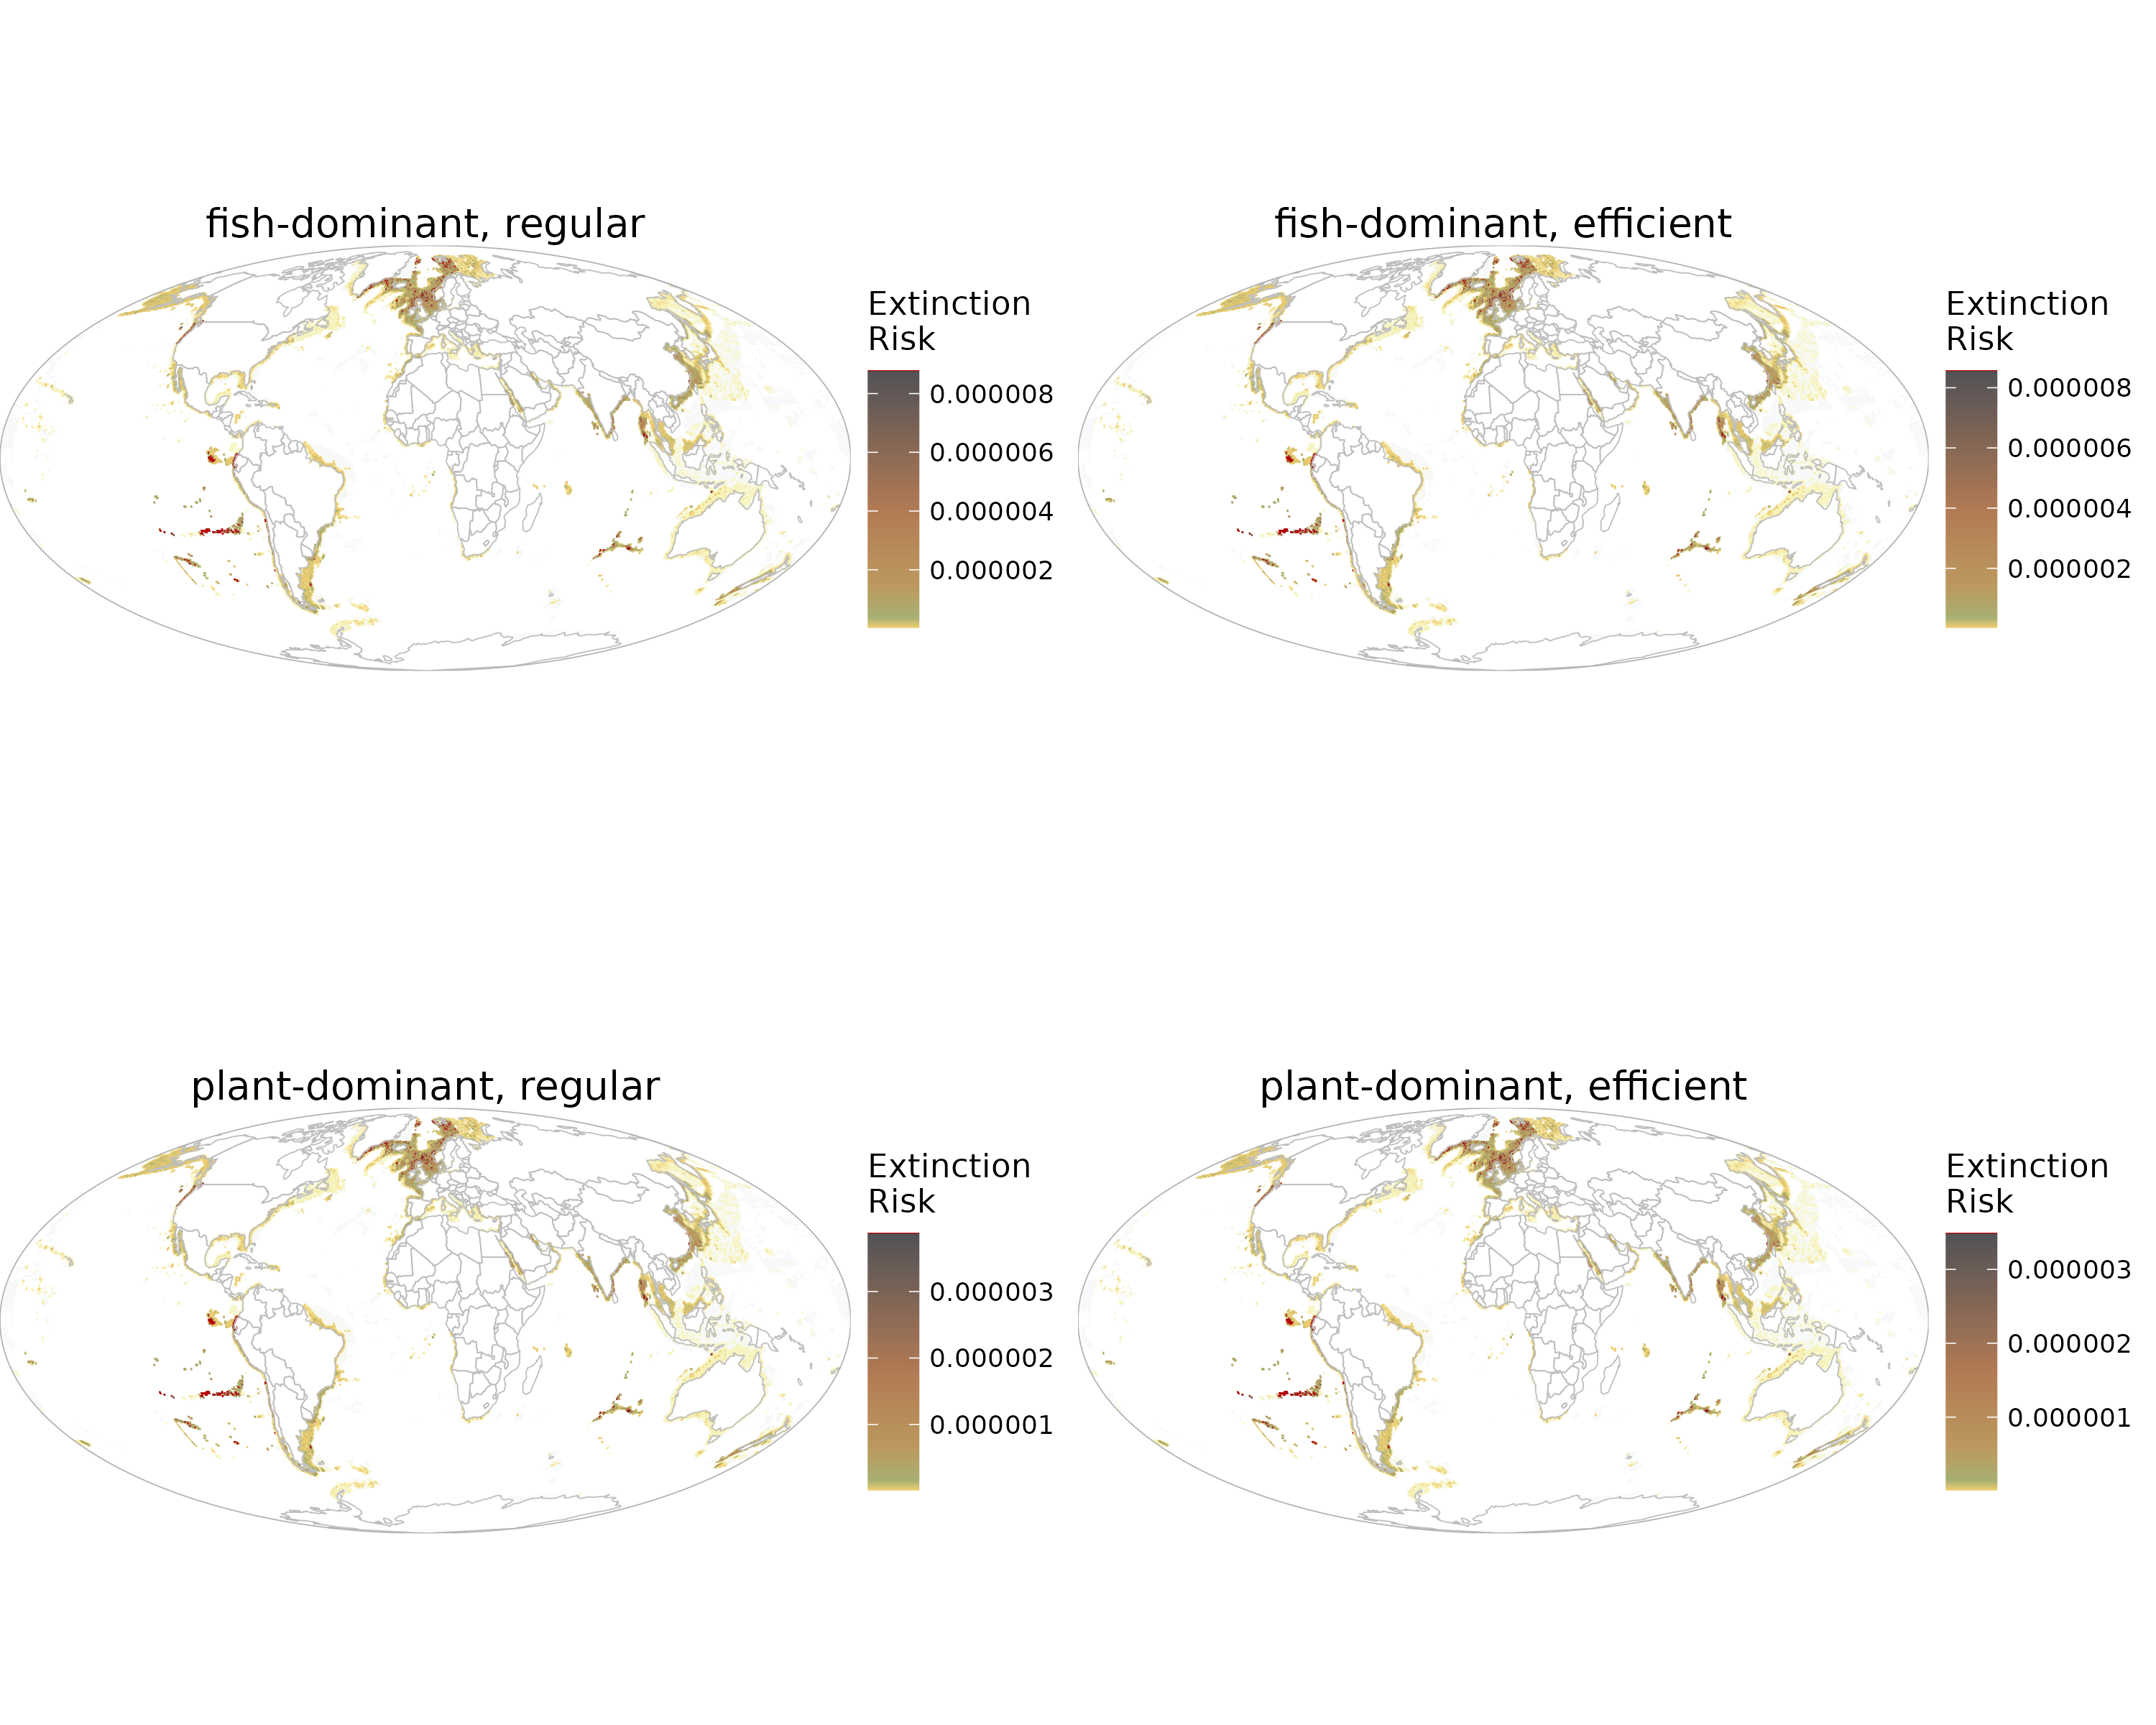 fish-dominant, regular
Extinction
Risk
0.000008
0.000006
0.000004
0.000002
fish-dominant, efficient
Extinction
Risk
0.000008
0.000006
0.000004
0.000002
plant-dominant, regular
Extinction
Risk
0.000003
0.000002
0.000001
plant-dominant, efficient
Extinction
Risk
0.000003
0.000002
0.000001